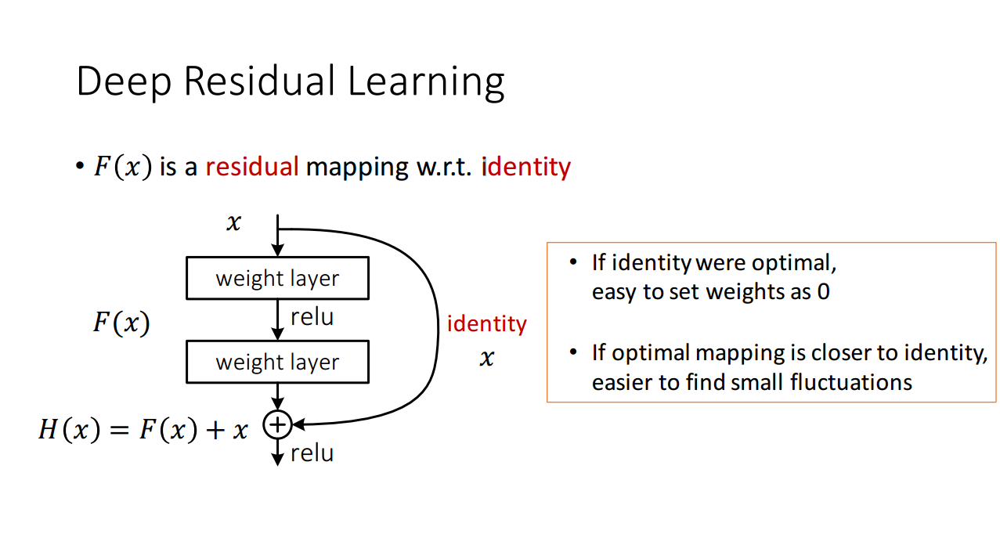 Deep Residual Learning
• F(x) is a residual mapping w.r.t. identity
x
weight layer
F(x)
relu
identity
x
weight layer
H(x) = F(x) + x
+
relu
• If identity were optimal,
easy to set weights as 0
• If optimal mapping is closer to identity,
easier to find small fluctuations